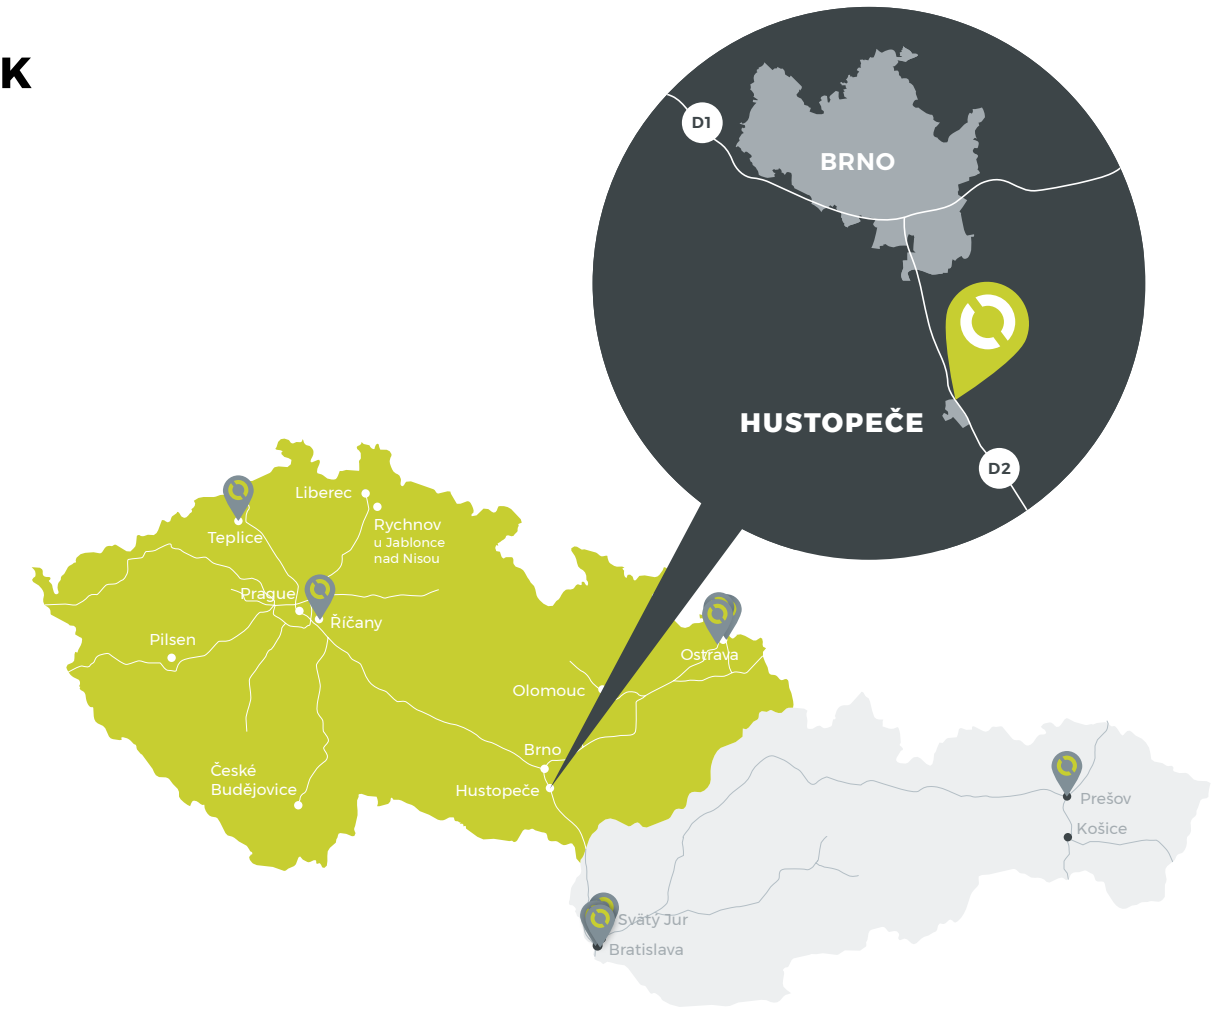 K
D1
BRNO
HUSTOPEČE
D2
Liberec
Rychnov
u Jablonce
nad Nisou
Teplice
Prague
Říčany
Pilsen
Ostrava
Olomouc
Brno
České
Budějovice
Hustopeče
Prešov
Košice
Svätý Jur
Bratislava